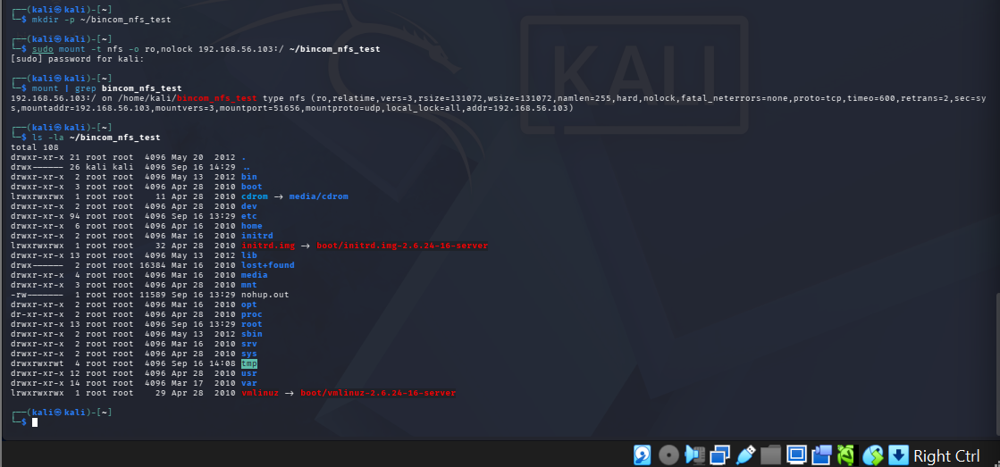 ┌──(kali㉿kali)-[~]
└─$ mkdir -p ~/bincom_nfs_test
┌──(kali㉿kali)-[~]
└─$ sudo mount -t nfs -o ro,nolock 192.168.56.103:/ ~/bincom_nfs_test
[sudo] password for kali:
┌──(kali㉿kali)-[~]
└─$ mount | grep bincom_nfs_test
192.168.56.103:/ on /home/kali/bincom_nfs_test type nfs (ro,relatime,vers=3,rsize=131072,wsize=131072,namlen=255,hard,nolock,fatal_neterrors=none,proto=tcp,timeo=600,retrans=2,sec=sy
s,mountaddr=192.168.56.103,mountvers=3,mountport=51656,mountproto=udp,local_lock=all,addr=192.168.56.103)
┌──(kali㉿kali)-[~]
└─$ ls -la ~/bincom_nfs_test
total 108
drwxr-xr-x 21 root root  4096 May 20  2012 .
drwx------ 26 kali kali  4096 Sep 16 14:29 ..
drwxr-xr-x  2 root root  4096 May 13  2012 bin
drwxr-xr-x  3 root root  4096 Apr 28  2010 boot
lrwxrwxrwx  1 root root    11 Apr 28  2010 cdrom → media/cdrom
drwxr-xr-x  2 root root  4096 Apr 28  2010 dev
drwxr-xr-x 94 root root  4096 Sep 16 13:29 etc
drwxr-xr-x  6 root root  4096 Apr 16  2010 home
drwxr-xr-x  2 root root  4096 Mar 16  2010 initrd
lrwxrwxrwx  1 root root    32 Apr 28  2010 initrd.img → boot/initrd.img-2.6.24-16-server
drwxr-xr-x 13 root root  4096 May 13  2012 lib
drwx------  2 root root 16384 Mar 16  2010 lost+found
drwxr-xr-x  4 root root  4096 Mar 16  2010 media
drwxr-xr-x  3 root root  4096 Apr 28  2010 mnt
-rw-------  1 root root 11589 Sep 16 13:29 nohup.out
drwxr-xr-x  2 root root  4096 Mar 16  2010 opt
dr-xr-xr-x  2 root root  4096 Apr 28  2010 proc
drwxr-xr-x 13 root root  4096 Sep 16 13:29 root
drwxr-xr-x  2 root root  4096 May 13  2012 sbin
drwxr-xr-x  2 root root  4096 Mar 16  2010 srv
drwxr-xr-x  2 root root  4096 Apr 28  2010 sys
drwxrwxrwt  4 root root  4096 Sep 16 14:08 tmp
drwxr-xr-x 12 root root  4096 Apr 28  2010 usr
drwxr-xr-x 14 root root  4096 Mar 17  2010 var
lrwxrwxrwx  1 root root    29 Apr 28  2010 vmlinuz → boot/vmlinuz-2.6.24-16-server
┌──(kali㉿kali)-[~]
└─$
KALI
Right Ctrl